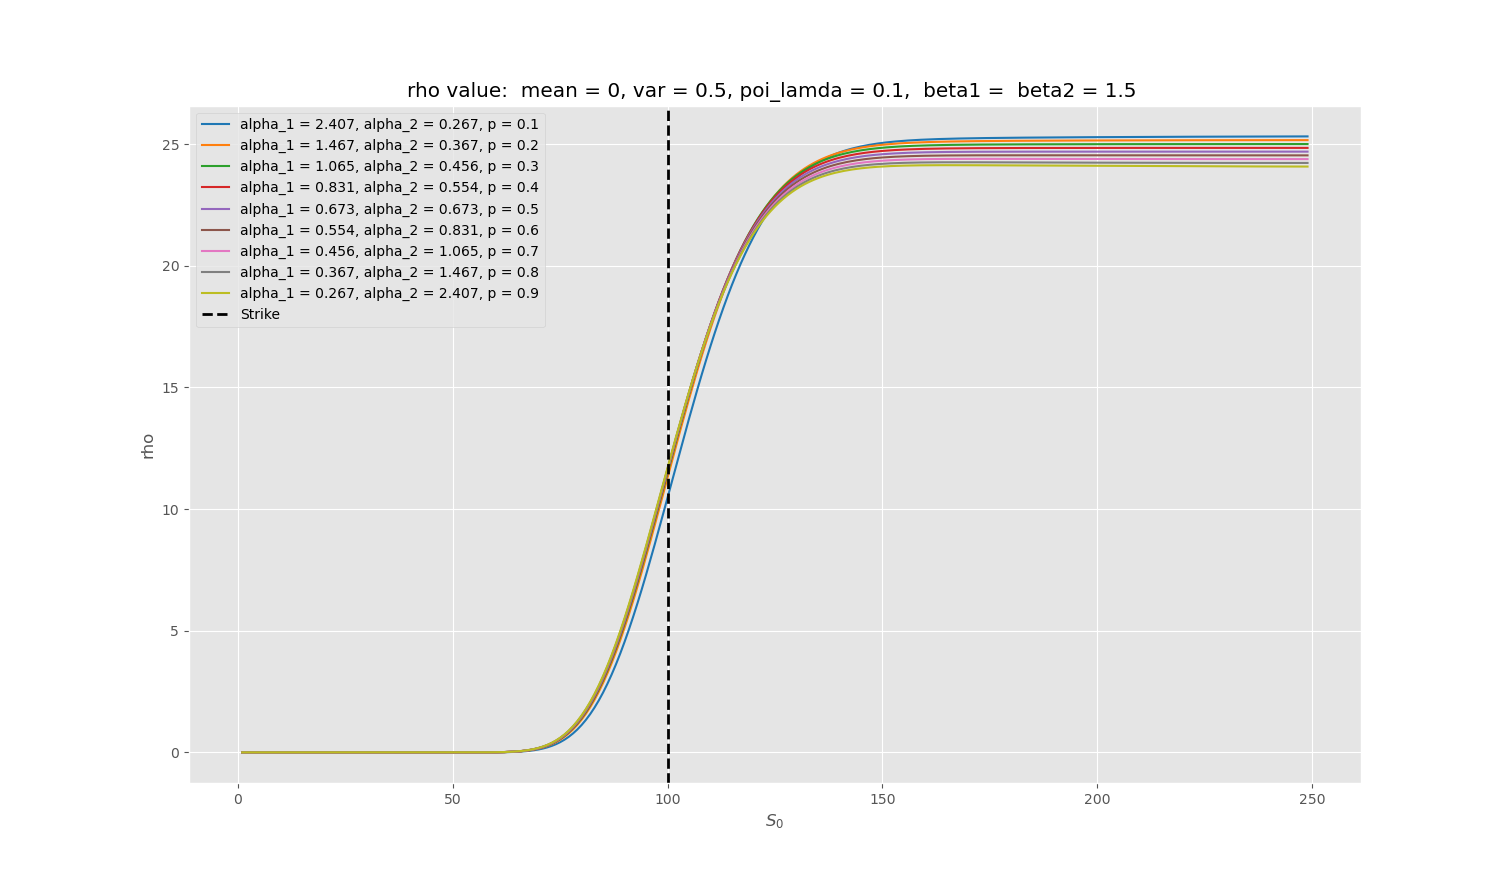 rho value:  mean = 0, var = 0.5, poi_lamda = 0.1,  beta1 =  beta2 = 1.5
alpha_1 = 2.407, alpha_2 = 0.267, p = 0.1
alpha_1 = 1.467, alpha_2 = 0.367, p = 0.2
alpha_1 = 1.065, alpha_2 = 0.456, p = 0.3
alpha_1 = 0.831, alpha_2 = 0.554, p = 0.4
alpha_1 = 0.673, alpha_2 = 0.673, p = 0.5
alpha_1 = 0.554, alpha_2 = 0.831, p = 0.6
alpha_1 = 0.456, alpha_2 = 1.065, p = 0.7
alpha_1 = 0.367, alpha_2 = 1.467, p = 0.8
alpha_1 = 0.267, alpha_2 = 2.407, p = 0.9
Strike
25
20
15
10
5
0
rho
0 50 100 150 200 250
S₀